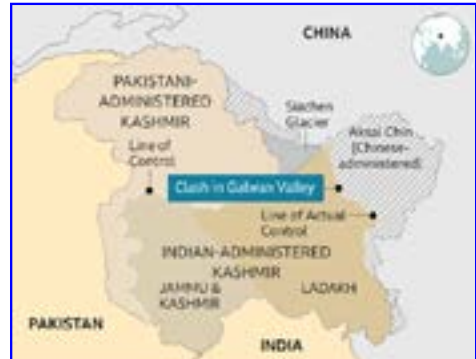 CHINA
PAKISTANI-
ADMINISTERED
KASHMIR
Siachen
Glacier
Aksai Chin
(Chinese-
administered)
Line of
Control
Clash in Galwan Valley
Line of Actual
Control
INDIAN-ADMINISTERED
KASHMIR
JAMMU &
KASHMIR
LADAKH
PAKISTAN
INDIA